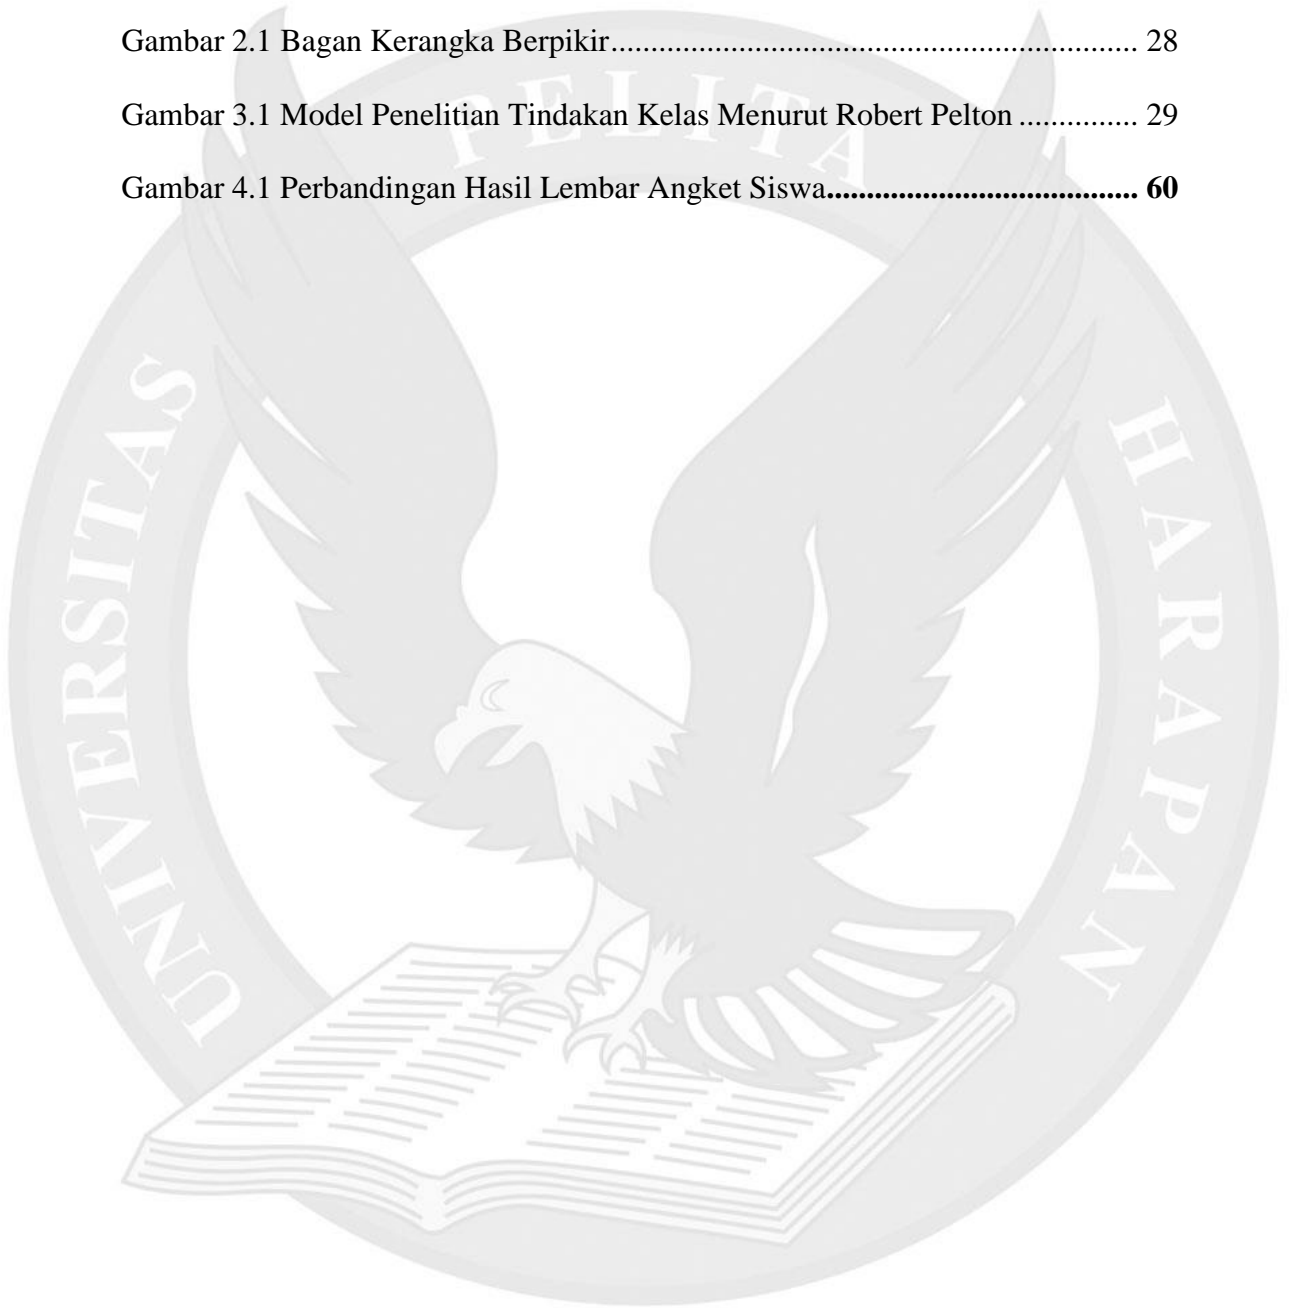 Gambar 2.1 Bagan Kerangka Berpikir.................................................................. 28
Gambar 3.1 Model Penelitian Tindakan Kelas Menurut Robert Pelton ............... 29
Gambar 4.1 Perbandingan Hasil Lembar Angket Siswa....................................... 60
UNIVERSITAS PELITA HARAPAN